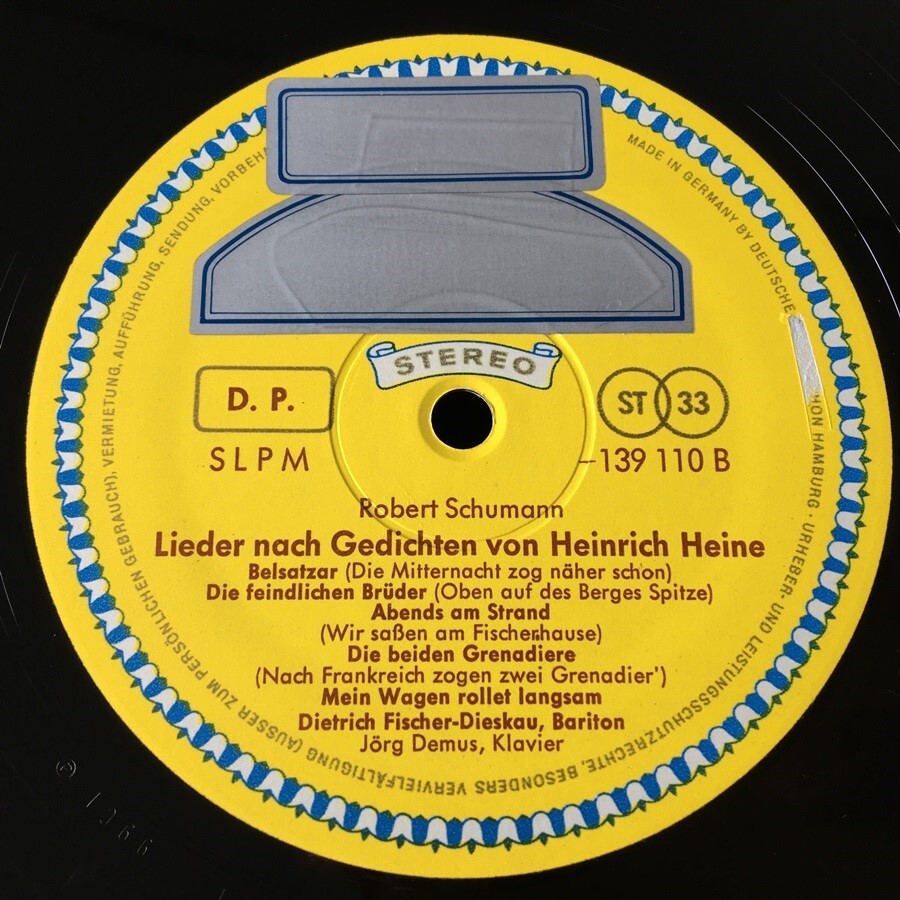 STEREO
D. P.
ST 33
SLPM
139 110 B
Robert Schumann
Lieder nach Gedichten von Heinrich Heine
Belsatzar (Die Mitternacht zog näher schon)
Die feindlichen Brüder (Oben auf des Berges Spitze)
Abends am Strand
(Wir saßen am Fischerhause)
Die beiden Grenadiere
(Nach Frankreich zogen zwei Grenadier')
Mein Wagen rollet langsam
Dietrich Fischer-Dieskau, Bariton
Jörg Demus, Klavier
MADE IN GERMANY BY DEUTSCHE HON HAMBURG · URHEBER- UND LEISTUNGSSCHUTZRECHTE, BESONDERS VERVIELFÄLTIGUNG (AUSSER ZUM PERSÖNLICHEN GEBRAUCH), VERMIETUNG, AUFFÜHRUNG, SENDUNG, VORBEH
℗ 1966